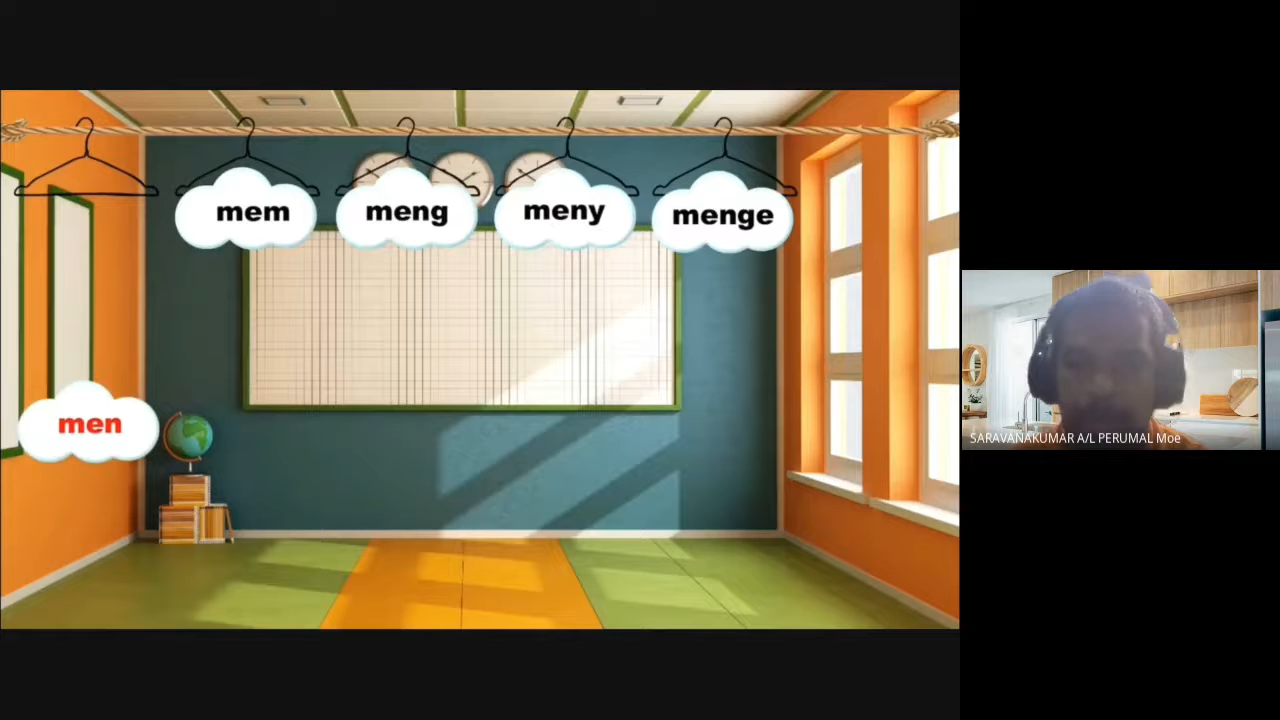 mem
meng
meny
menge
men
SARAVANAKUMAR A/L PERUMAL Moe